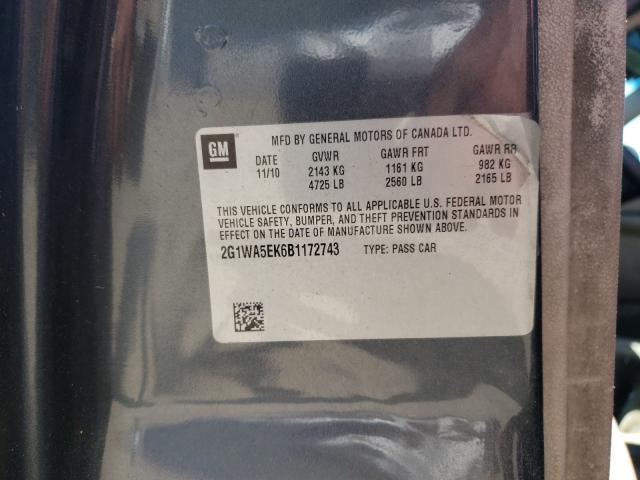 GM
MFD BY GENERAL MOTORS OF CANADA LTD.
DATE GVWR GAWR FRT GAWR RR
11/10 2143 KG 1161 KG 982 KG
4725 LB 2560 LB 2165 LB
THIS VEHICLE CONFORMS TO ALL APPLICABLE U.S. FEDERAL MOTOR
VEHICLE SAFETY, BUMPER, AND THEFT PREVENTION STANDARDS IN
EFFECT ON THE DATE OF MANUFACTURE SHOWN ABOVE.
2G1WA5EK6B1172743 TYPE: PASS CAR